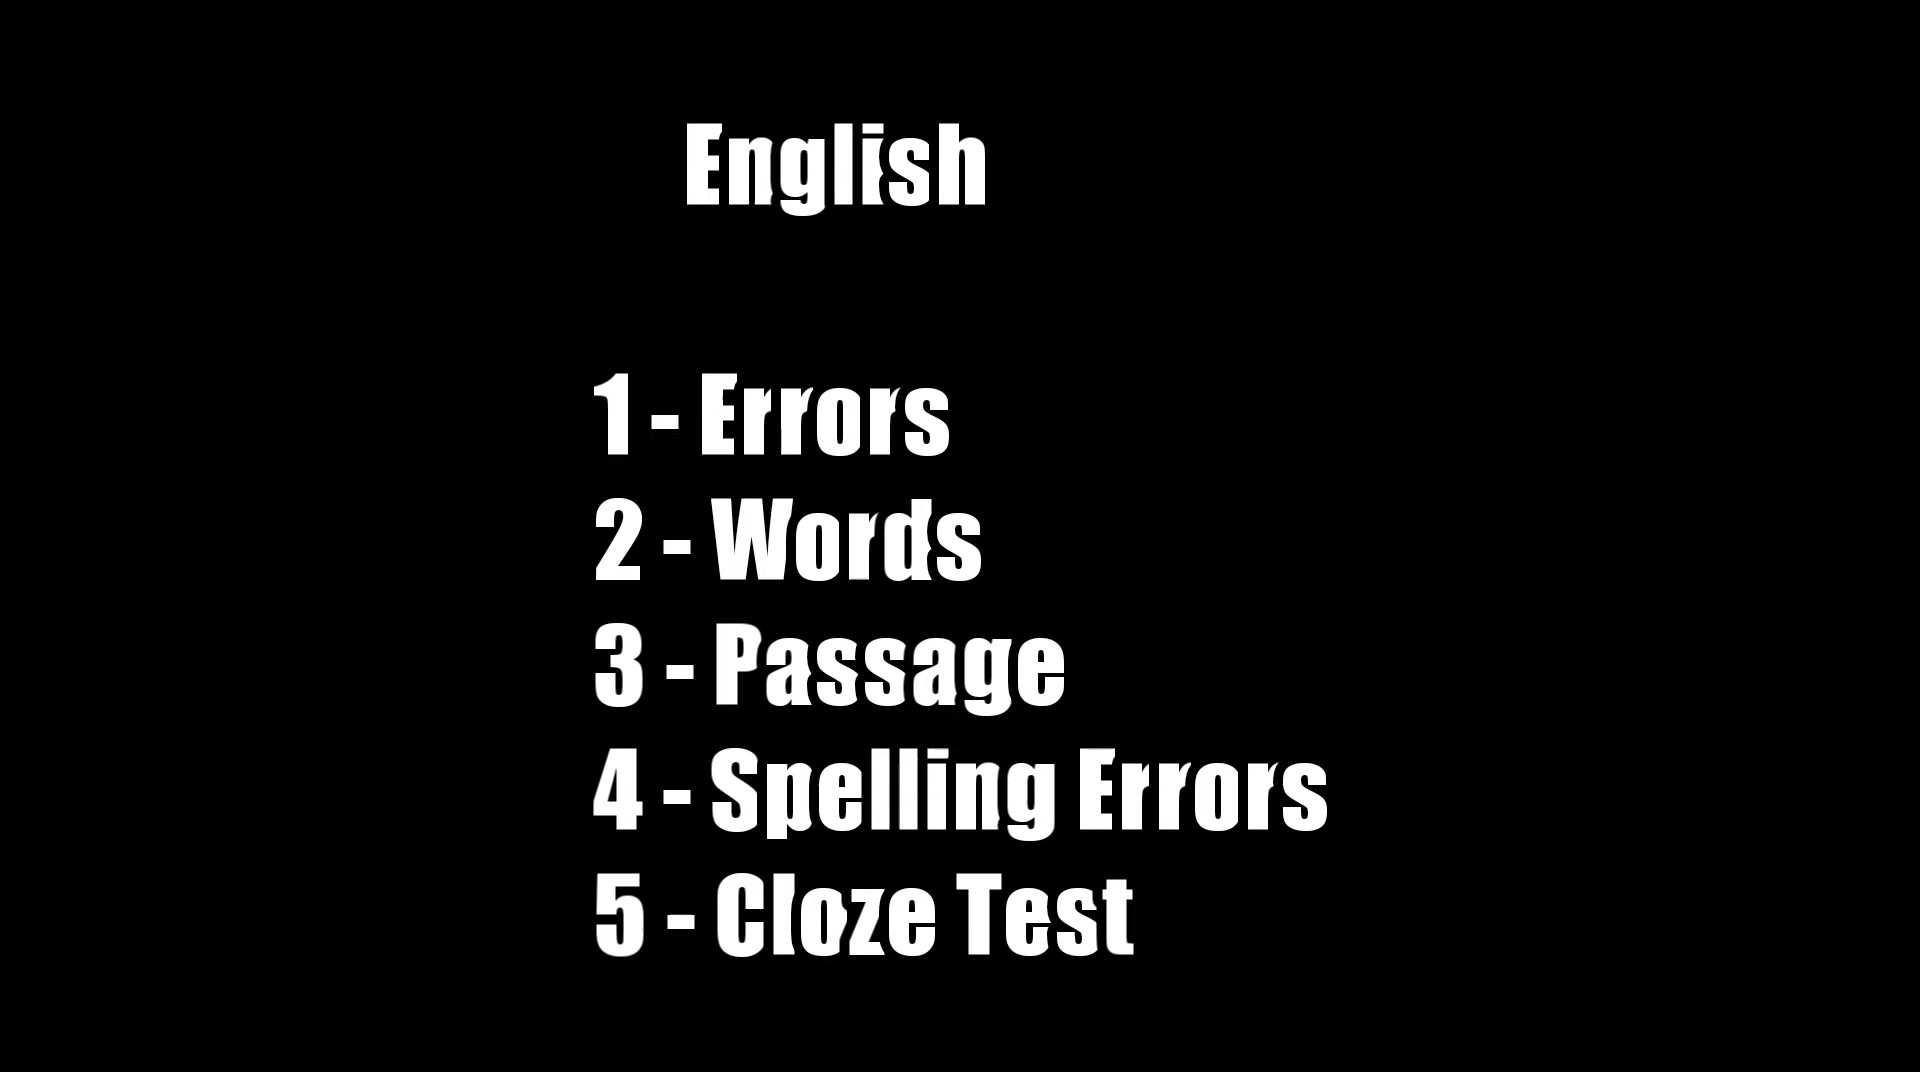 English
1 - Errors
2 - Words
3 - Passage
4 - Spelling Errors
5 - Cloze Test